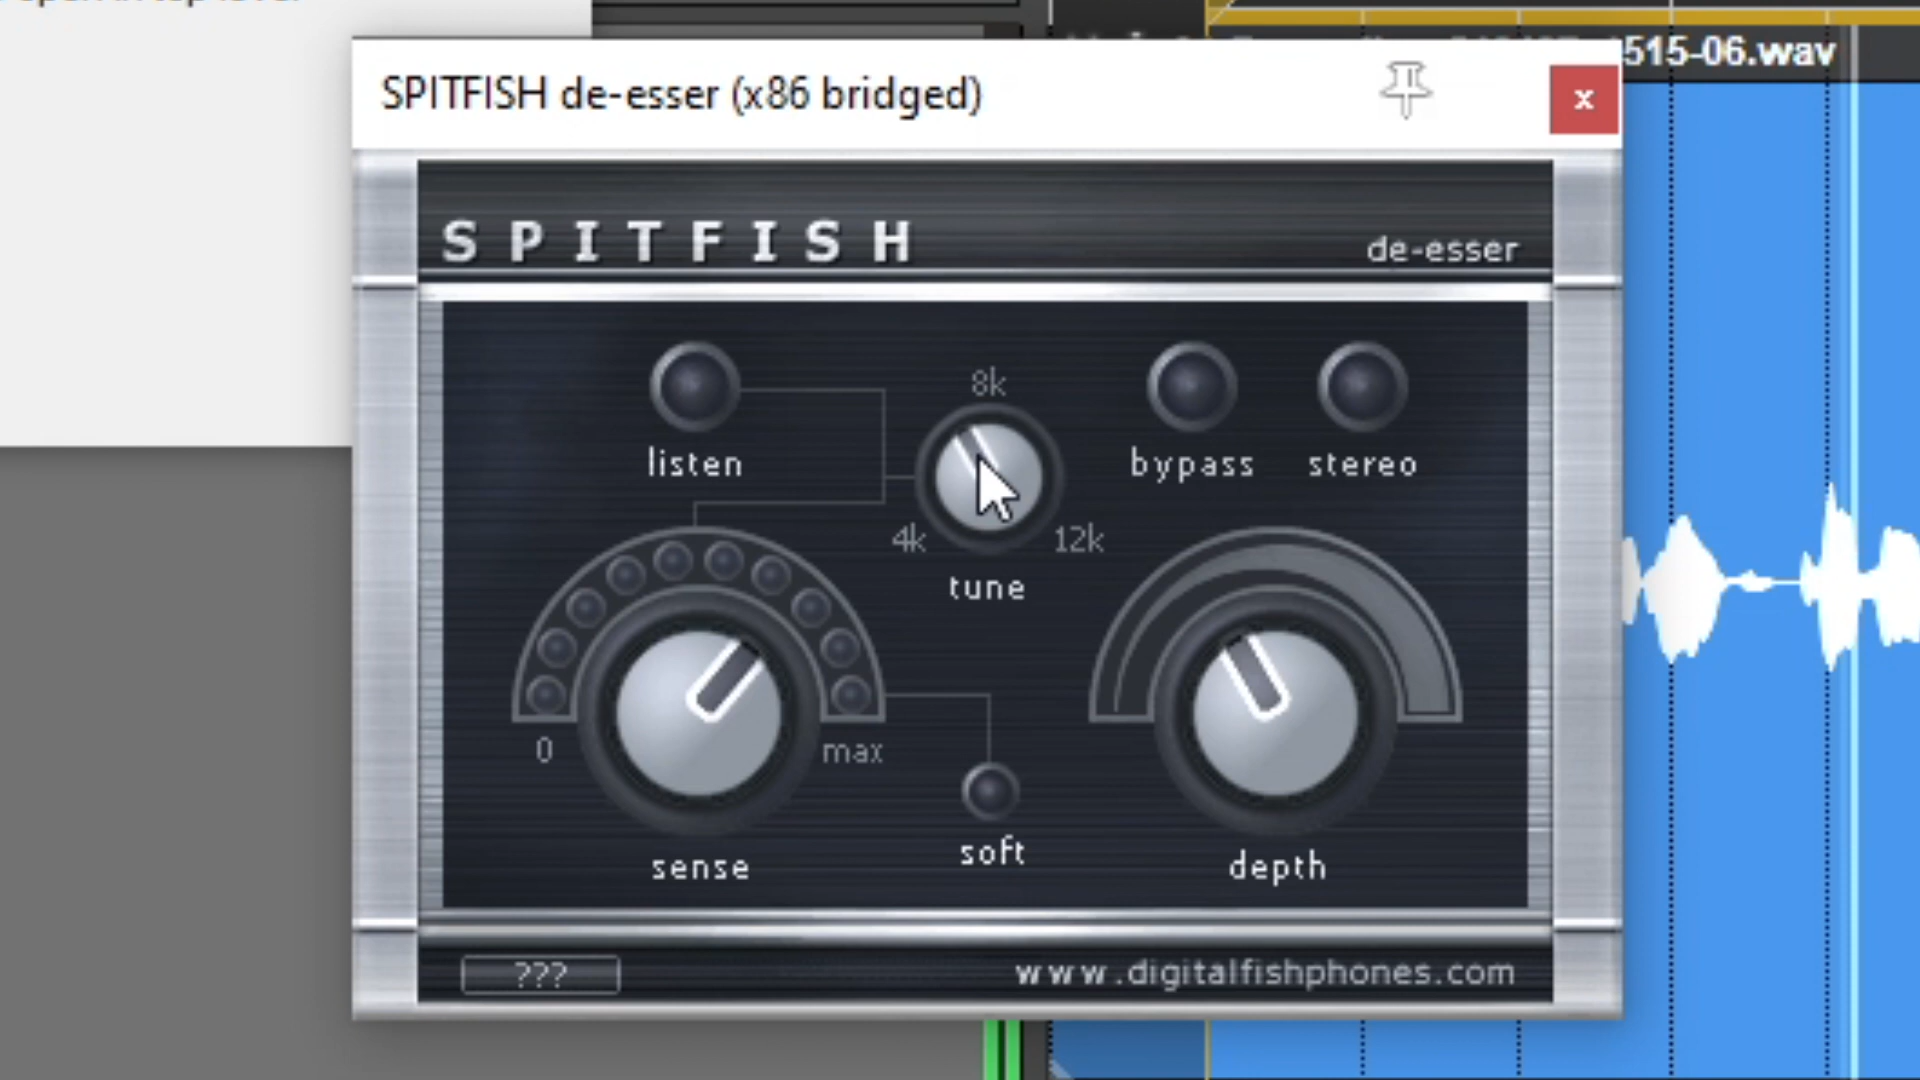 515-06.wav
SPITFISH de-esser (x86 bridged)
x
SPITFISH
de-esser
8k
listen
bypass
stereo
4k
12k
tune
0
max
soft
sense
depth
???
www.digitalfishphones.com